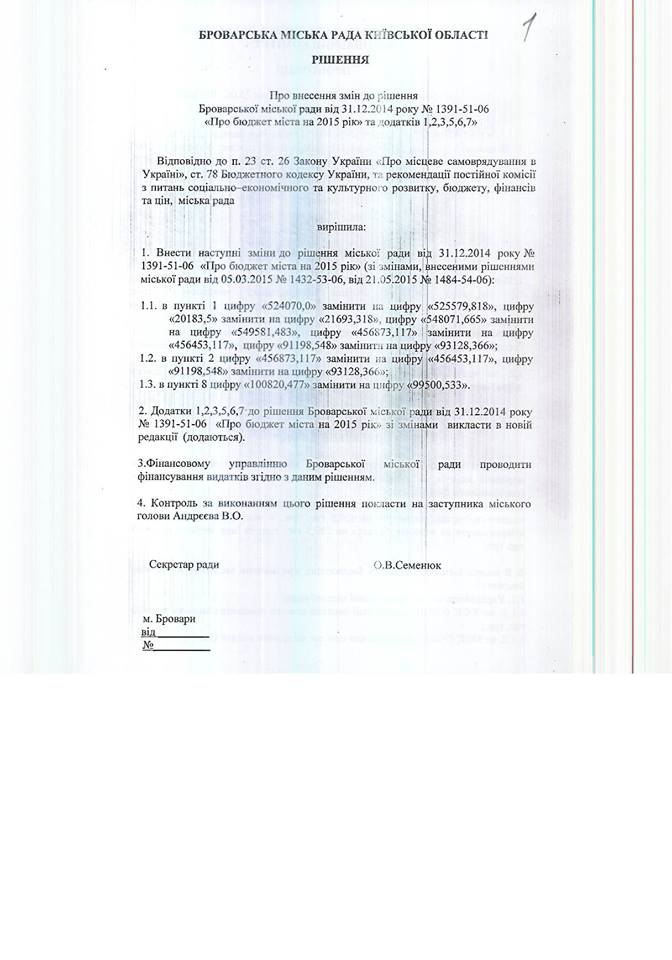 1
БРОВАРСЬКА МІСЬКА РАДА КИЇВСЬКОЇ ОБЛАСТІ
РІШЕННЯ
Про внесення змін до рішення
Броварської міської ради від 31.12.2014 року № 1391-51-06
«Про бюджет міста на 2015 рік» та додатків 1,2,3,5,6,7»
Відповідно до п. 23 ст. 26 Закону України «Про місцеве самоврядування в
Україні», ст. 78 Бюджетного кодексу України, та рекомендації постійної комісії
з питань соціально–економічного та культурного розвитку, бюджету, фінансів
та цін, міська рада
вирішила:
1. Внести наступні зміни до рішення міської ради від 31.12.2014 року №
1391-51-06 «Про бюджет міста на 2015 рік» (зі змінами, внесеними рішеннями
міської ради від 05.03.2015 № 1432-53-06, від 21.05.2015 № 1484-54-06):
1.1. в пункті 1 цифру «524070,0» замінити на цифру «525579,818», цифру
«20183,5» замінити на цифру «21693,318», цифру «548071,665» замінити
на цифру «549581,483», цифру «456873,117» замінити на цифру
«456453,117», цифру «91198,548» замінити на цифру «93128,366»;
1.2. в пункті 2 цифру «456873,117» замінити на цифру «456453,117», цифру
«91198,548» замінити на цифру «93128,366»;
1.3. в пункті 8 цифру «100820,477» замінити на цифру «99500,533».
2. Додатки 1,2,3,5,6,7 до рішення Броварської міської ради від 31.12.2014 року
№ 1391-51-06 «Про бюджет міста на 2015 рік» зі змінами викласти в новій
редакції (додаються).
3.Фінансовому управлінню Броварської міської ради проводити
фінансування видатків згідно з даним рішенням.
4. Контроль за виконанням цього рішення покласти на заступника міського
голови Андрєєва В.О.
Секретар ради О.В.Семенюк
м. Бровари
від__________
№__________